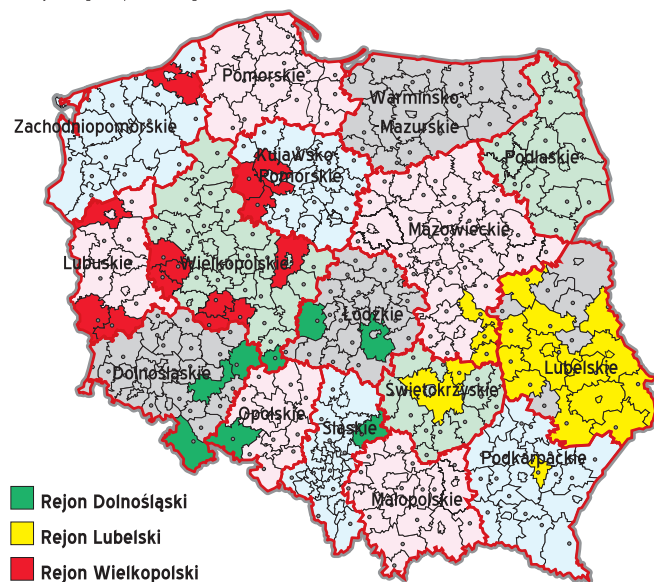 Pomorskie
Warmińsko
Mazurskie
Zachodniopomorskie
Podlaskie
Kujawsko
Pomorskie
Mazowieckie
Lubuskie
Wielkopolskie
Łódzkie
Lubelskie
Dolnośląskie
Opolskie
Śląskie
Świętokrzyskie
Podkarpackie
Małopolskie
Rejon Dolnośląski
Rejon Lubelski
Rejon Wielkopolski